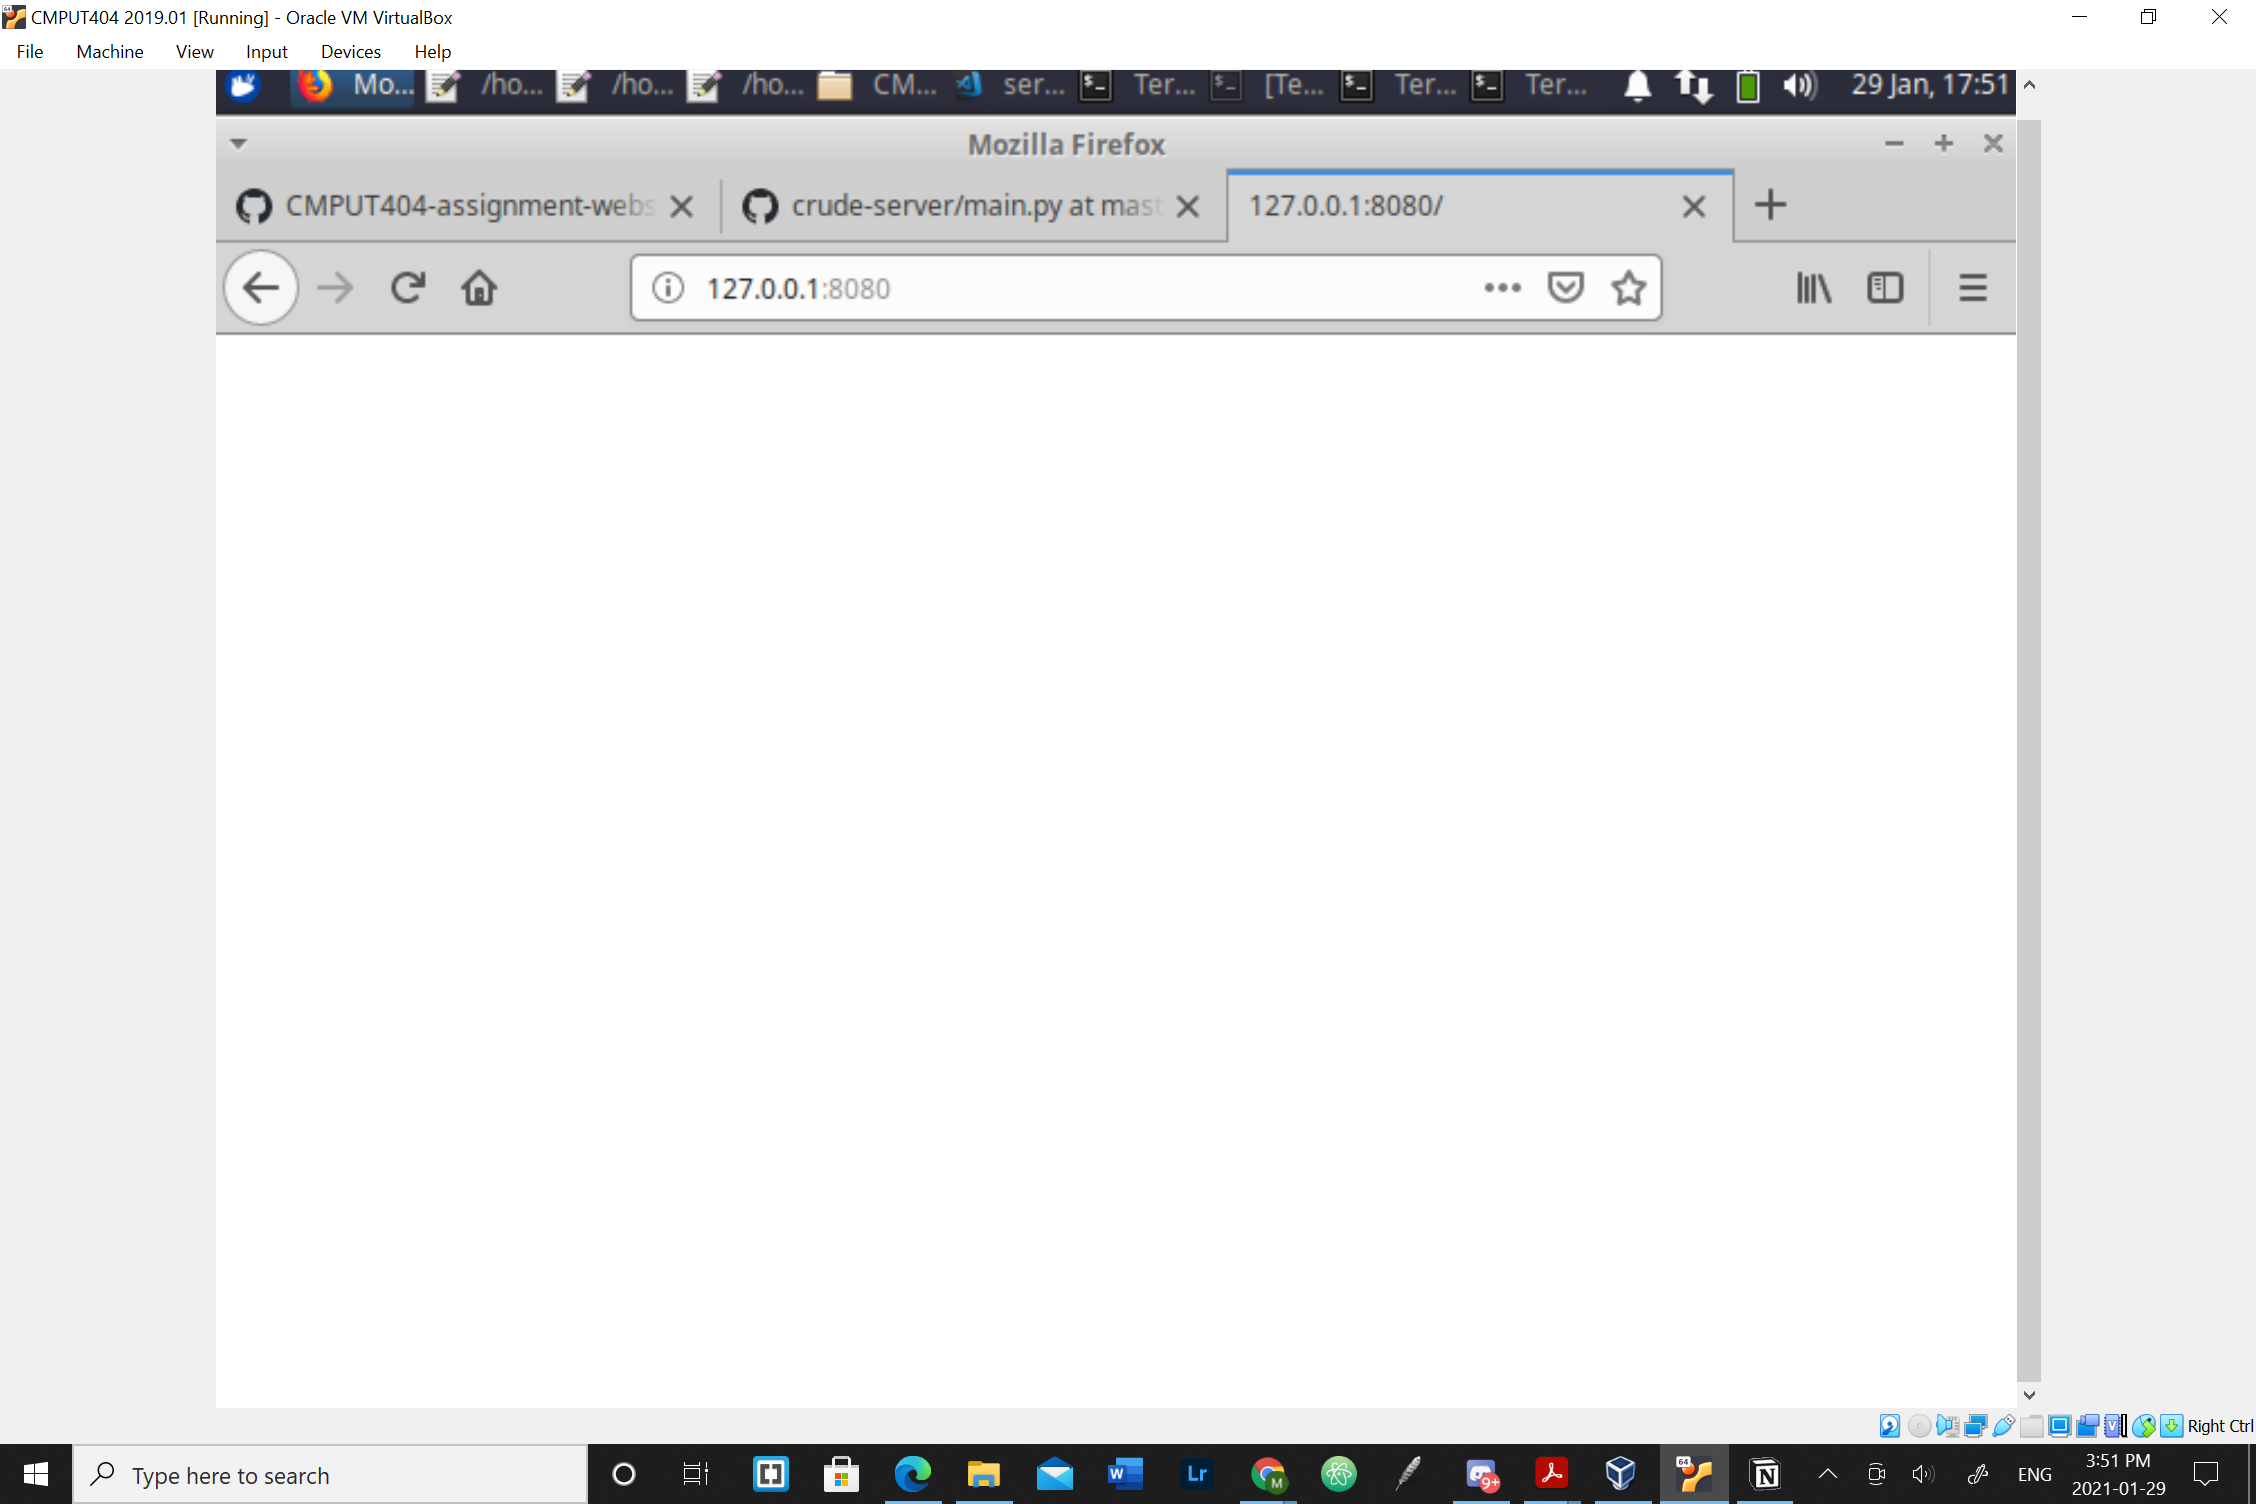 CMPUT404 2019.01 [Running] - Oracle VM VirtualBox
File Machine View Input Devices Help
Mo... /ho... /ho... /ho... CM... ser... Ter... [Te... Ter... Ter... 29 Jan, 17:51
Mozilla Firefox
CMPUT404-assignment-webs crude-server/main.py at mast 127.0.0.1:8080/
127.0.0.1:8080
Right Ctrl
Type here to search
Lr
M
9+
64
ENG
3:51 PM
2021-01-29